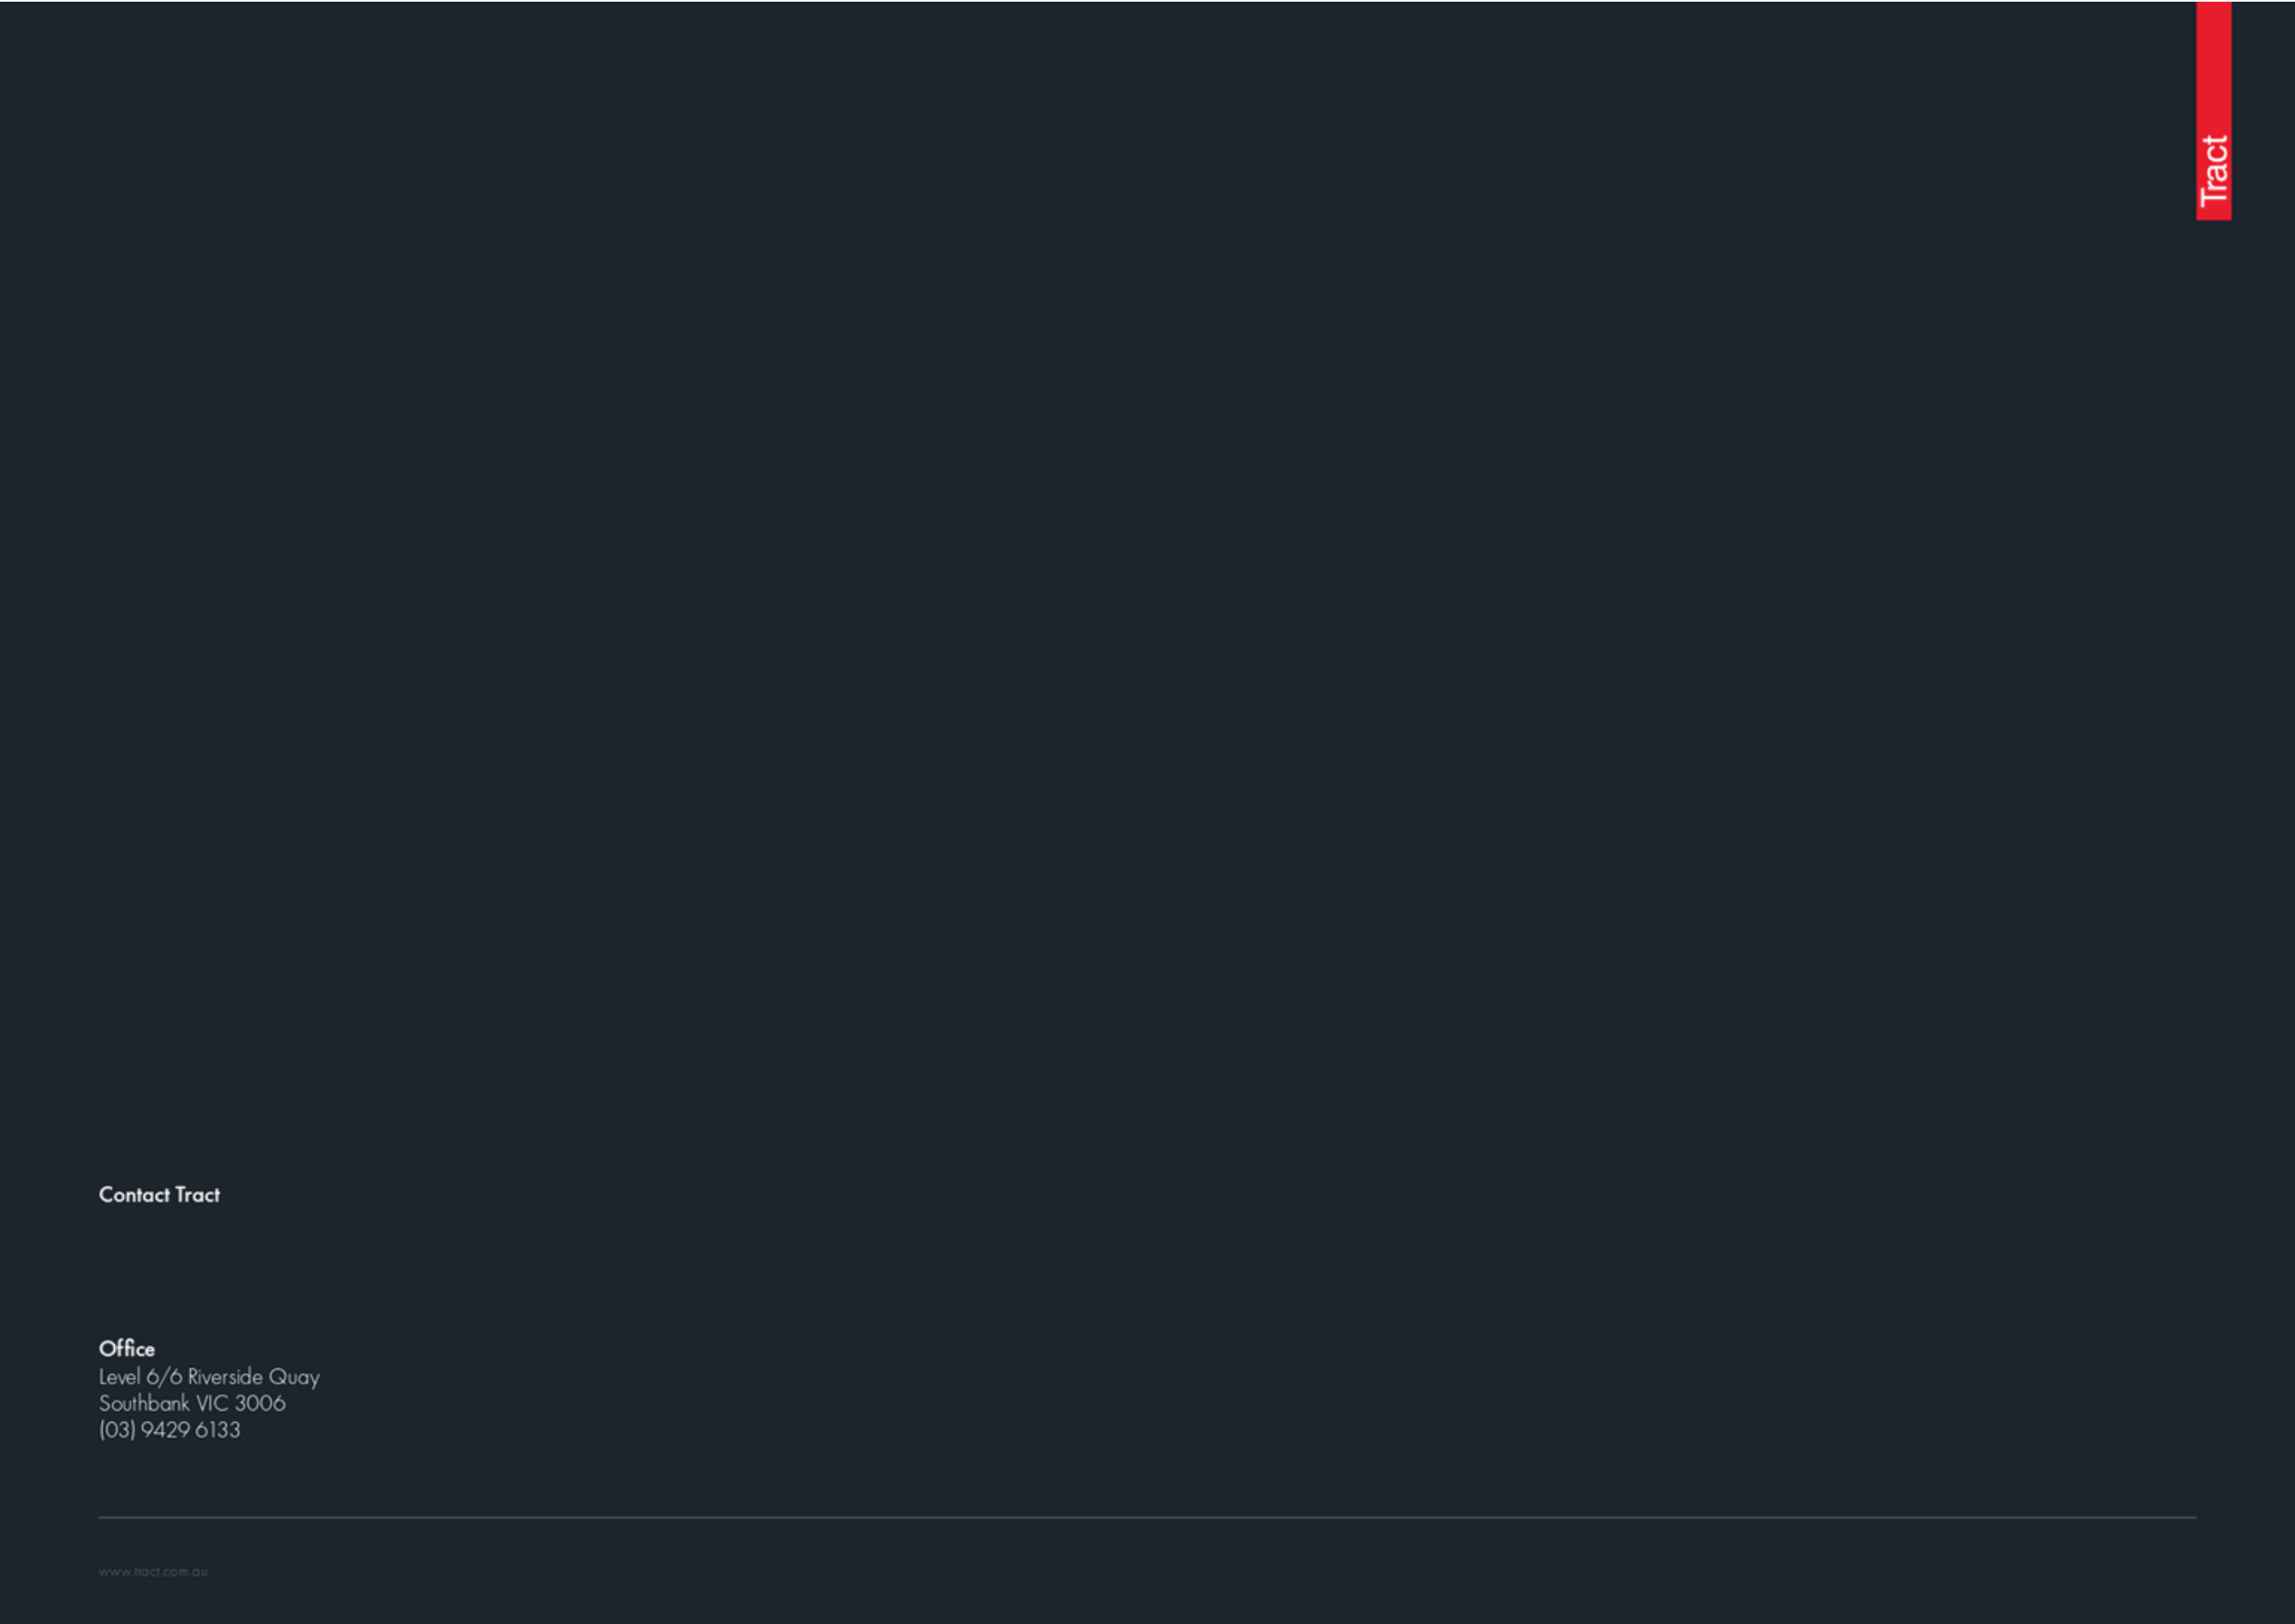 Tract
Contact Tract
Office
Level 6/6 Riverside Quay
Southbank VIC 3006
(03) 9429 6133
www.tract.com.au